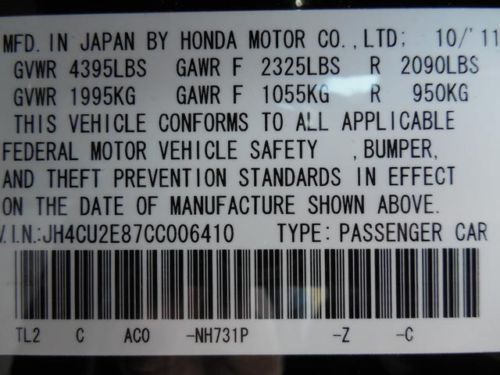 MFD. IN JAPAN BY HONDA MOTOR CO., LTD; 10/'11
GVWR 4395LBS GAWR F 2325LBS R 2090LBS
GVWR 1995KG GAWR F 1055KG R 950KG
THIS VEHICLE CONFORMS TO ALL APPLICABLE
FEDERAL MOTOR VEHICLE SAFETY , BUMPER,
AND THEFT PREVENTION STANDARDS IN EFFECT
ON THE DATE OF MANUFACTURE SHOWN ABOVE.
V.I.N.:JH4CU2E87CC006410 TYPE: PASSENGER CAR
TL2 C AC0 -NH731P -Z -C